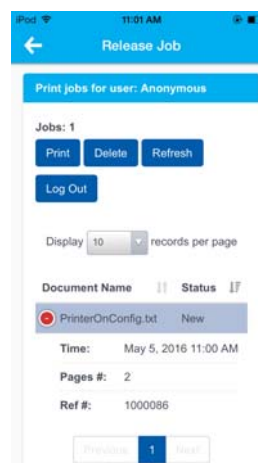 iPod 11:01 AM
Release Job
Print jobs for user: Anonymous
Jobs: 1
Print Delete Refresh
Log Out
Display 10 records per page
Document Name Status
PrinterOnConfig.txt New
Time: May 5, 2016 11:00 AM
Pages #: 2
Ref #: 1000086
Previous 1 Next